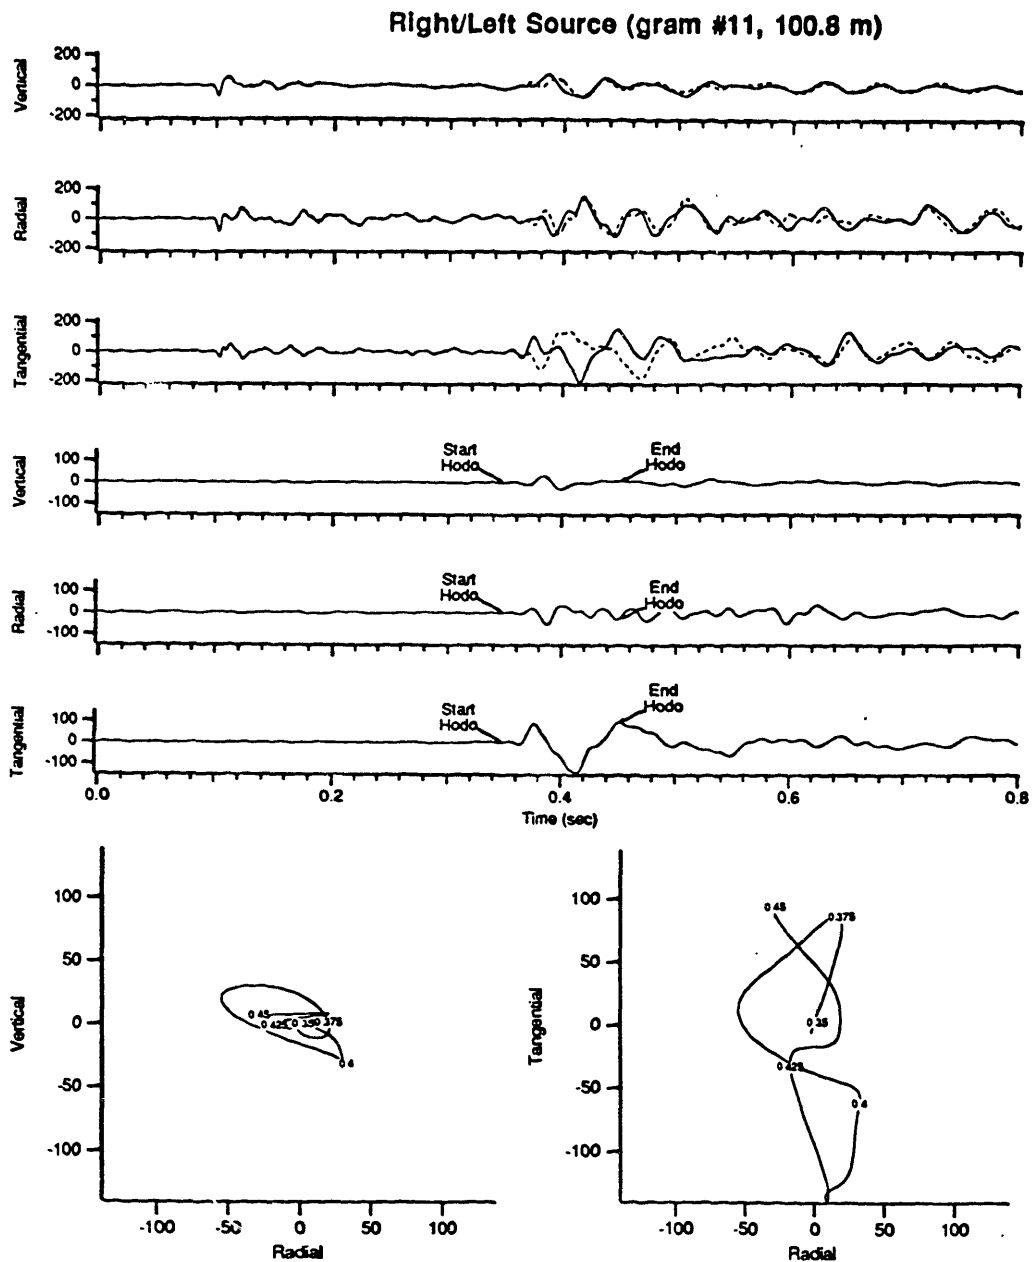 Right/Left Source (gram #11, 100.8 m)
Vertical
200
0
-200
Radial
200
0
-200
Tangential
200
0
-200
Vertical
100
0
-100
Start
Hodo
End
Hodo
Radial
100
0
-100
Start
Hodo
End
Hodo
Tangential
100
0
-100
Start
Hodo
End
Hodo
0.0 0.2 0.4 0.6 0.8
Time (sec)
Vertical
100
50
0
-50
-100
0.45
0.425 0.35 0.375
0.4
-100 -50 0 50 100
Radial
Tangential
100
50
0
-50
-100
0.45
0.375
0.35
0.425
0.4
-100 -50 0 50 100
Radial